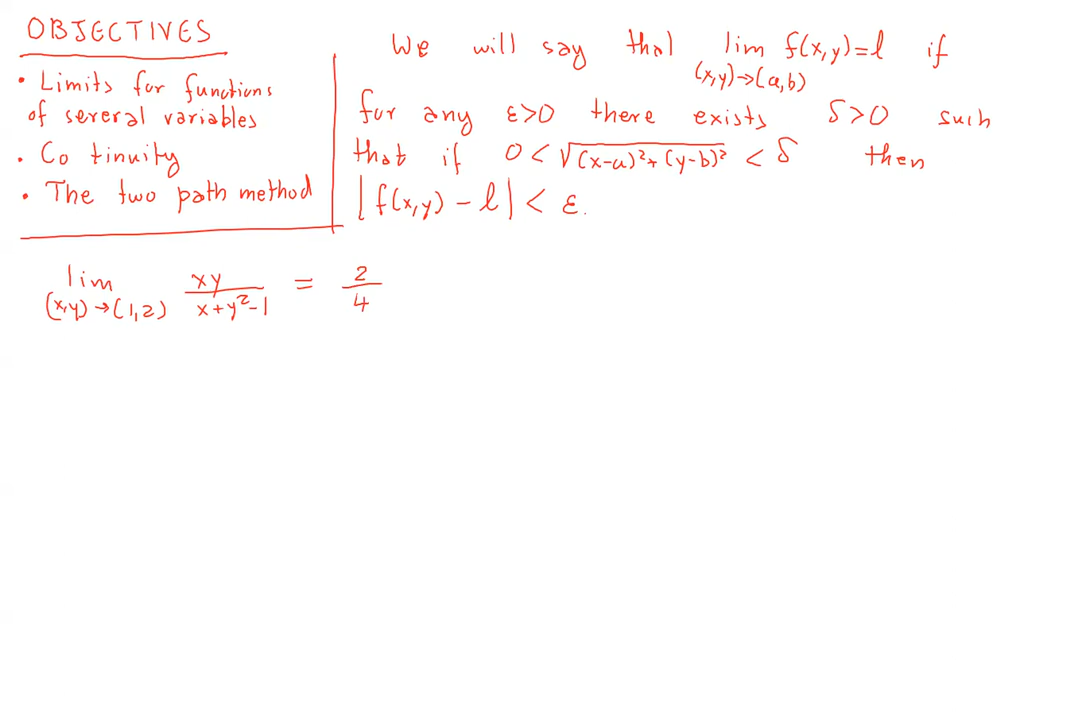 OBJECTIVES
• Limits for functions
of several variables
• Co tinuity
• The two path method
We will say that lim f(x,y)=l if
(x,y)→(a,b)
for any ε>0 there exists δ>0 such
that if 0<√(x-a)²+(y-b)² <δ then
|f(x,y) - l| < ε.
lim xy/(x+y²-1) = 2/4
(x,y)→(1,2)